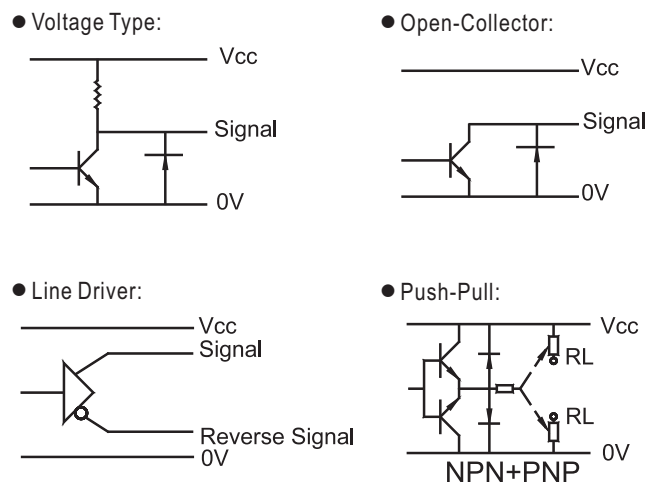 ● Voltage Type:
Vcc
Signal
0V
● Open-Collector:
Vcc
Signal
0V
● Line Driver:
Vcc
Signal
Reverse Signal
0V
● Push-Pull:
Vcc
RL
RL
0V
NPN+PNP